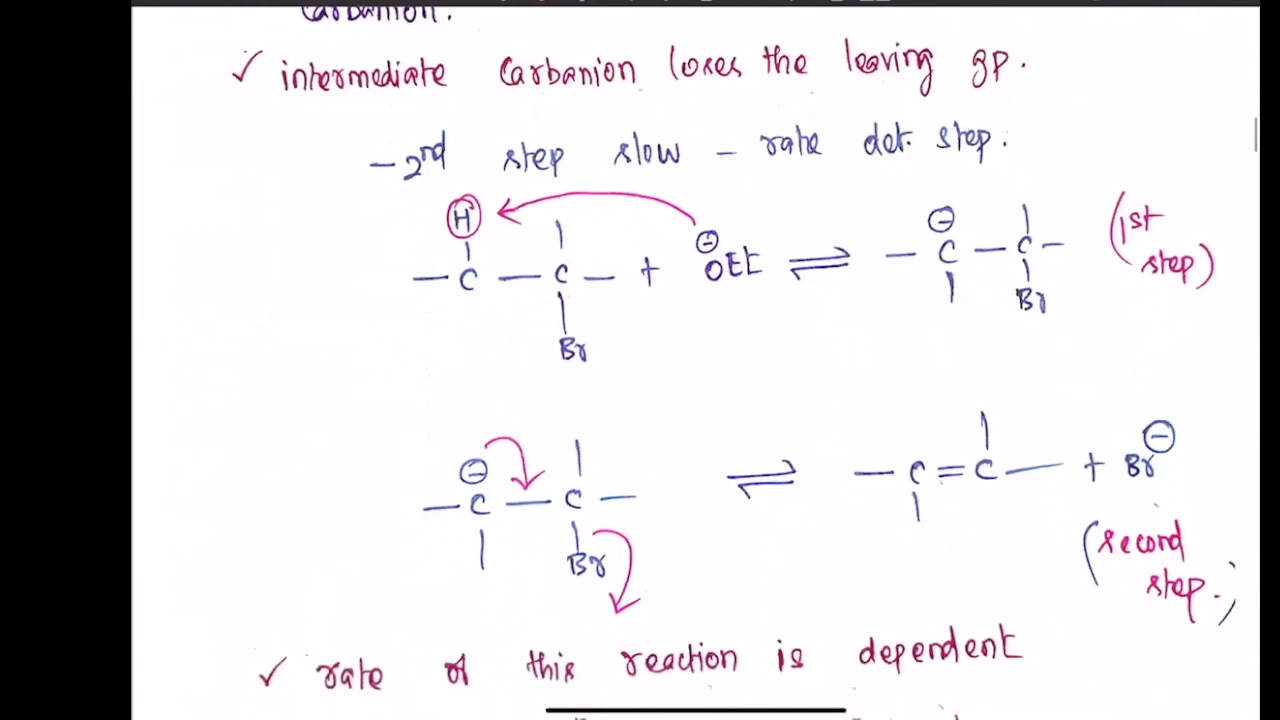 carbanion.
✓ intermediate Carbanion loses the leaving gp.
– 2nd step slow – rate det. step.
H
– C – C – + ⊖OEt ⇌ – C⊖ – C – (1st step)
Br
Br
– C⊖ – C – ⇌ – C = C – + Br⊖
Br
(second step.)
✓ rate of this reaction is dependent